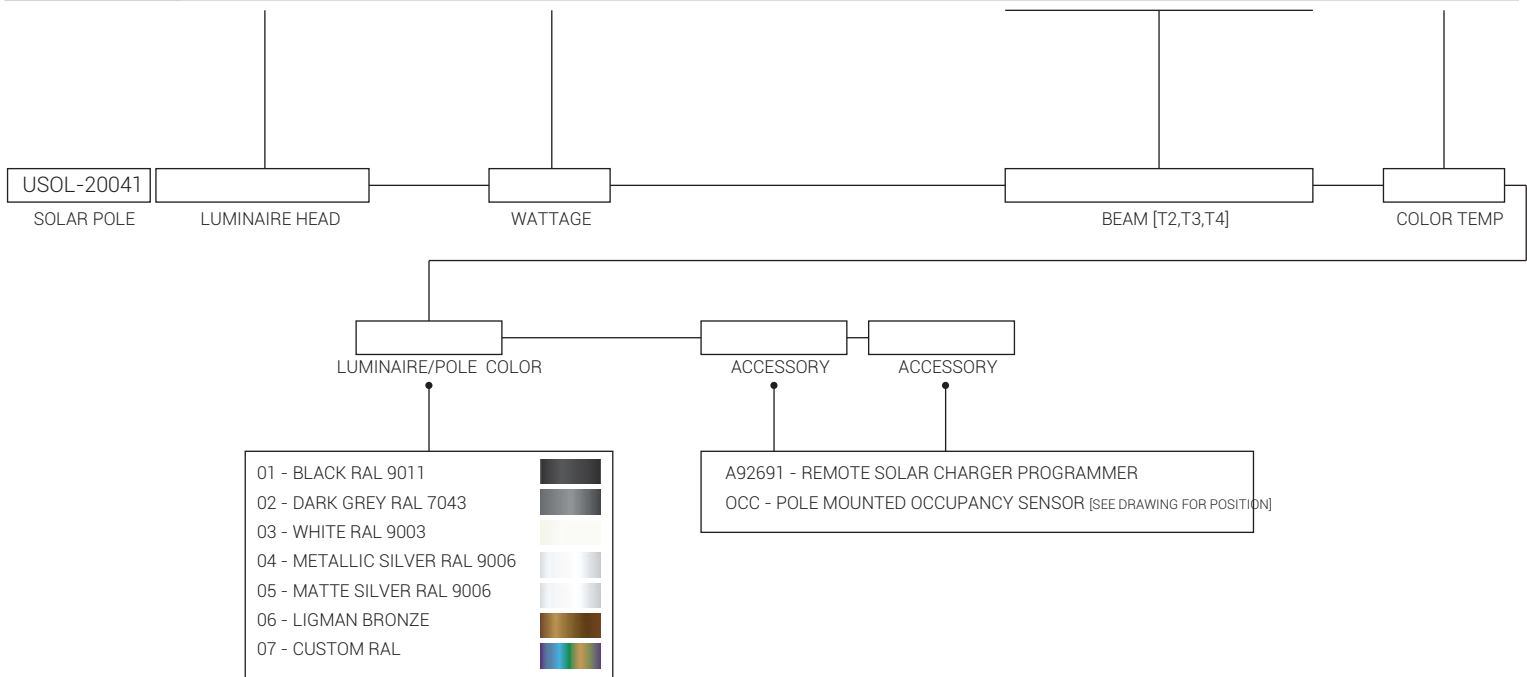 USOL-20041
SOLAR POLE LUMINAIRE HEAD WATTAGE BEAM [T2,T3,T4] COLOR TEMP
LUMINAIRE/POLE COLOR ACCESSORY ACCESSORY
01 - BLACK RAL 9011
02 - DARK GREY RAL 7043
03 - WHITE RAL 9003
04 - METALLIC SILVER RAL 9006
05 - MATTE SILVER RAL 9006
06 - LIGMAN BRONZE
07 - CUSTOM RAL
A92691 - REMOTE SOLAR CHARGER PROGRAMMER
OCC - POLE MOUNTED OCCUPANCY SENSOR [SEE DRAWING FOR POSITION]